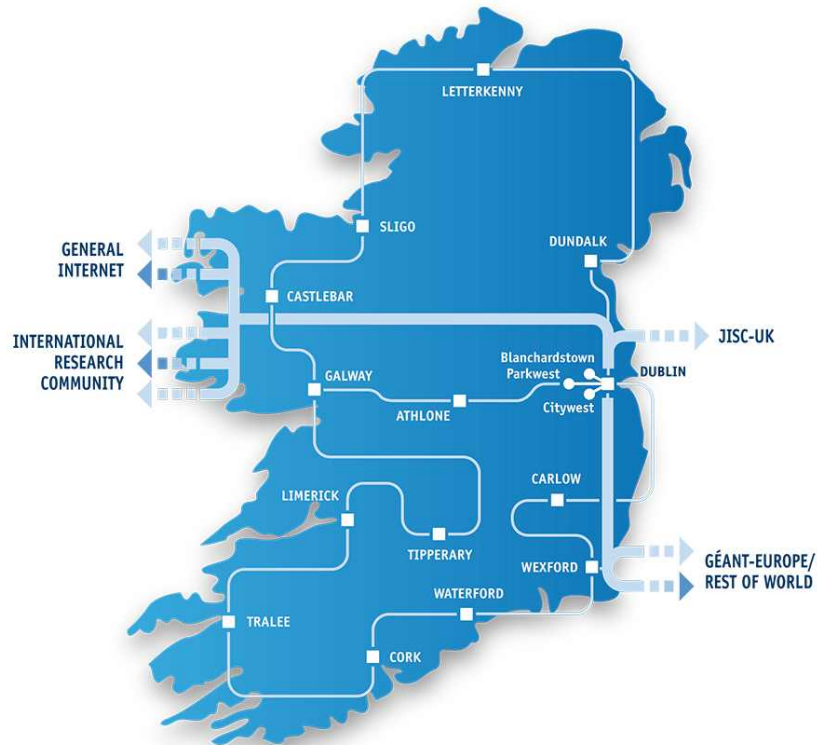 LETTERKENNY
SLIGO
DUNDALK
GENERAL
INTERNET
CASTLEBAR
INTERNATIONAL
RESEARCH
COMMUNITY
JISC-UK
Blanchardstown
Parkwest
DUBLIN
GALWAY
ATHLONE
Citywest
CARLOW
LIMERICK
TIPPERARY
WEXFORD
GÉANT-EUROPE/
REST OF WORLD
WATERFORD
TRALEE
CORK